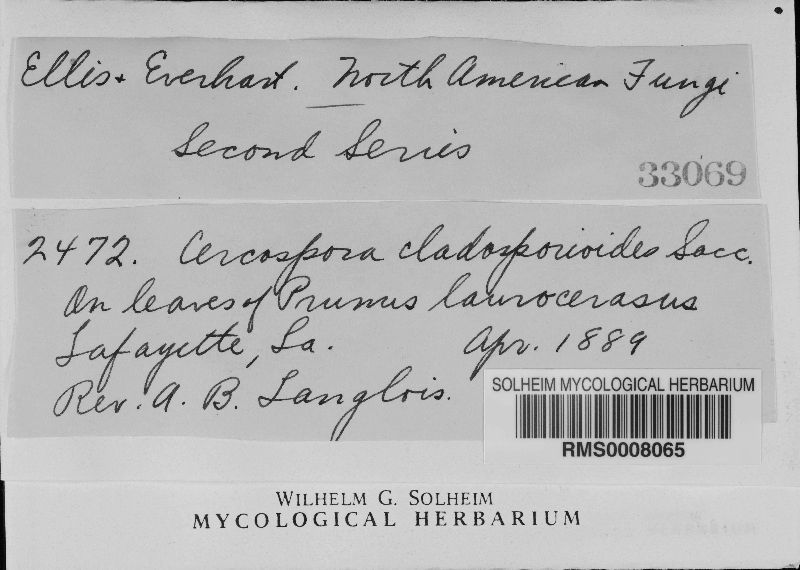 Ellis & Everhart. North American Fungi
Second Series
33069
2472. Cercospora cladosporioides Sacc.
On leaves of Prunus laurocerasus
Lafayette, La. Apr. 1889
Rev. A. B. Langlois.
SOLHEIM MYCOLOGICAL HERBARIUM
RMS0008065
WILHELM G. SOLHEIM
MYCOLOGICAL HERBARIUM